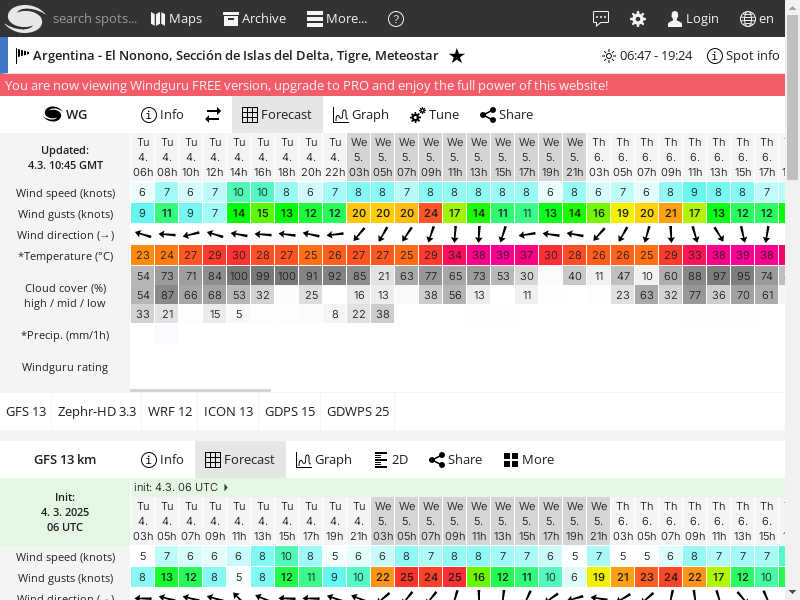 search spots... Maps Archive More... ? Login en
Argentina - El Nonono, Sección de Islas del Delta, Tigre, Meteostar ★ 06:47 - 19:24 Spot info
You are now viewing Windguru FREE version, upgrade to PRO and enjoy the full power of this website!
WG Info Forecast Graph Tune Share
Updated:
4.3. 10:45 GMT
Tu Tu Tu Tu Tu Tu Tu Tu Tu We We We We We We We We We We Th Th Th Th Th Th Th Th
4. 4. 4. 4. 4. 4. 4. 4. 4. 5. 5. 5. 5. 5. 5. 5. 5. 5. 5. 6. 6. 6. 6. 6. 6. 6. 6.
06h 08h 10h 12h 14h 16h 18h 20h 22h 03h 05h 07h 09h 11h 13h 15h 17h 19h 21h 03h 05h 07h 09h 11h 13h 15h 17h
Wind speed (knots) 6 7 6 7 10 10 8 6 7 8 8 7 8 8 8 8 8 6 8 6 7 6 8 9 8 8 7
Wind gusts (knots) 9 11 9 7 14 15 13 12 12 20 20 20 24 17 14 11 11 13 14 16 19 20 21 17 13 12 12
Wind direction (→)
*Temperature (°C) 23 24 27 29 30 28 27 25 26 27 27 25 29 34 38 39 37 30 28 26 26 25 29 33 38 39 38
Cloud cover (%)
high / mid / low
54 73 71 84 100 99 100 91 92 85 21 63 77 65 73 53 30 40 11 47 10 60 88 97 95 74
54 87 66 68 53 32 25 16 13 38 56 13 11 23 63 32 77 36 70 61
33 21 15 5 8 22 38
*Precip. (mm/1h)
Windguru rating
GFS 13 Zephr-HD 3.3 WRF 12 ICON 13 GDPS 15 GDWPS 25
GFS 13 km Info Forecast Graph 2D Share More
Init:
4. 3. 2025
06 UTC
init: 4.3. 06 UTC
Tu Tu Tu Tu Tu Tu Tu Tu Tu Tu We We We We We We We We We We Th Th Th Th Th Th Th
4. 4. 4. 4. 4. 4. 4. 4. 4. 4. 5. 5. 5. 5. 5. 5. 5. 5. 5. 5. 6. 6. 6. 6. 6. 6. 6.
03h 05h 07h 09h 11h 13h 15h 17h 19h 21h 03h 05h 07h 09h 11h 13h 15h 17h 19h 21h 03h 05h 07h 09h 11h 13h 15h
Wind speed (knots) 5 7 6 6 6 8 10 8 5 6 6 8 7 8 8 7 7 6 5 7 5 5 6 8 7 7 7
Wind gusts (knots) 8 13 12 8 5 8 12 11 9 10 22 25 24 25 16 12 11 10 6 19 21 23 24 22 17 12 10
Wind direction (→)